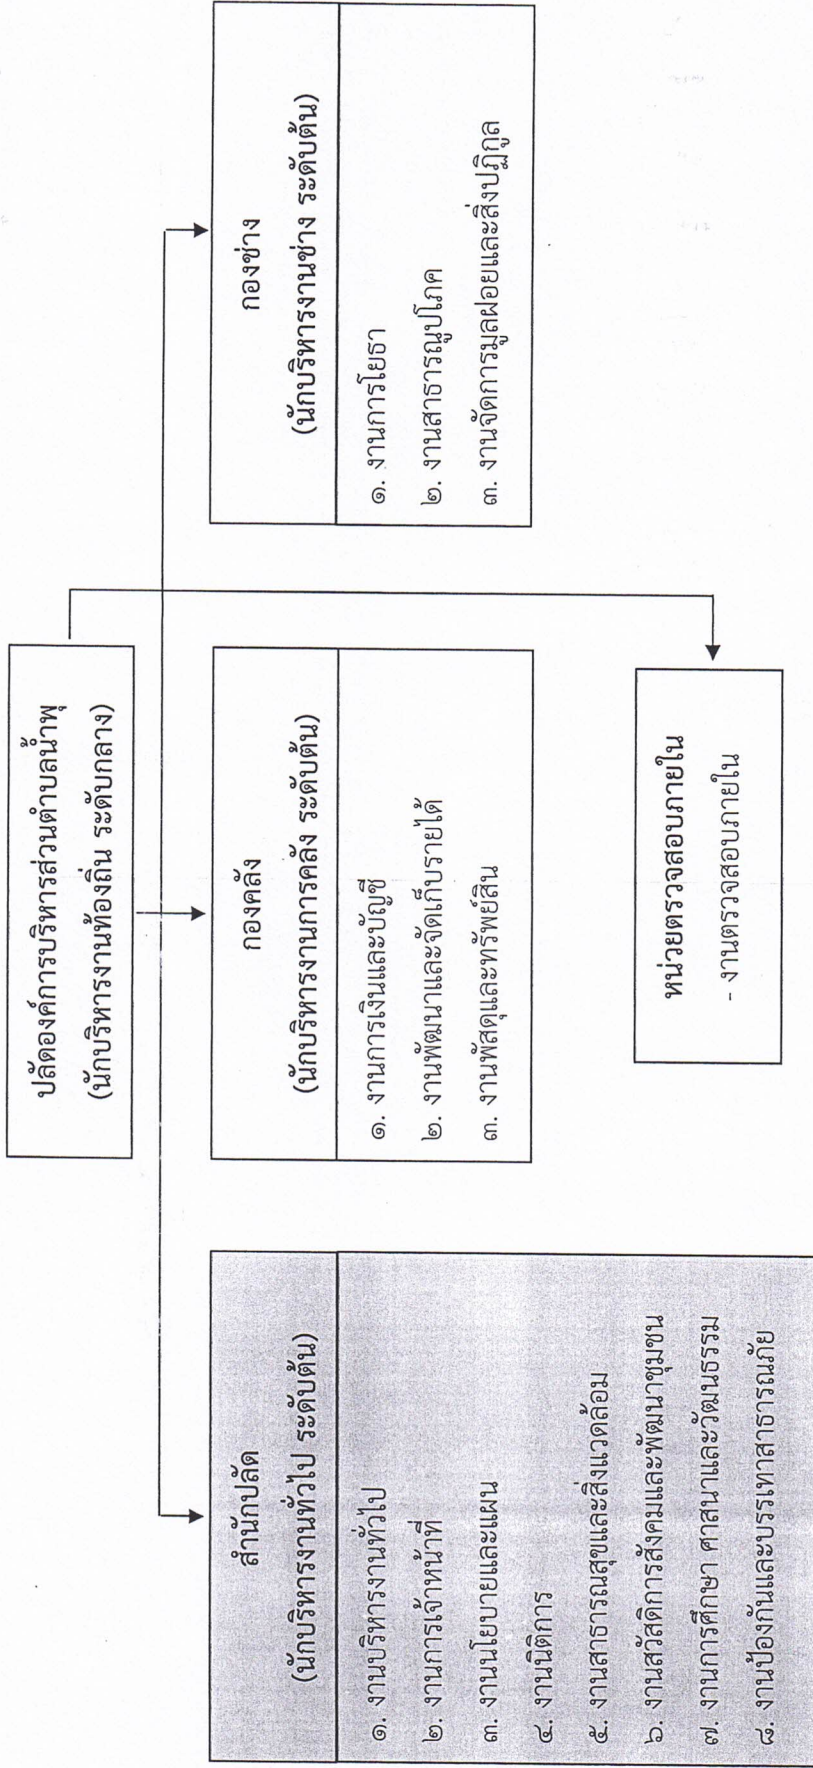 ปลัดองค์การบริหารส่วนตำบลน้ำพุ
(นักบริหารงานท้องถิ่น ระดับกลาง)
สำนักปลัด
(นักบริหารงานทั่วไป ระดับต้น)
๑. งานบริหารงานทั่วไป
๒. งานการเจ้าหน้าที่
๓. งานนโยบายและแผน
๔. งานนิติการ
๕. งานสาธารณสุขและสิ่งแวดล้อม
๖. งานสวัสดิการสังคมและพัฒนาชุมชน
๗. งานการศึกษา ศาสนาและวัฒนธรรม
๘. งานป้องกันและบรรเทาสาธารณภัย
กองคลัง
(นักบริหารงานการคลัง ระดับต้น)
๑. งานการเงินและบัญชี
๒. งานพัฒนาและจัดเก็บรายได้
๓. งานพัสดุและทรัพย์สิน
กองช่าง
(นักบริหารงานช่าง ระดับต้น)
๑. งานการโยธา
๒. งานสาธารณูปโภค
๓. งานจัดการมูลฝอยและสิ่งปฏิกูล
หน่วยตรวจสอบภายใน
- งานตรวจสอบภายใน